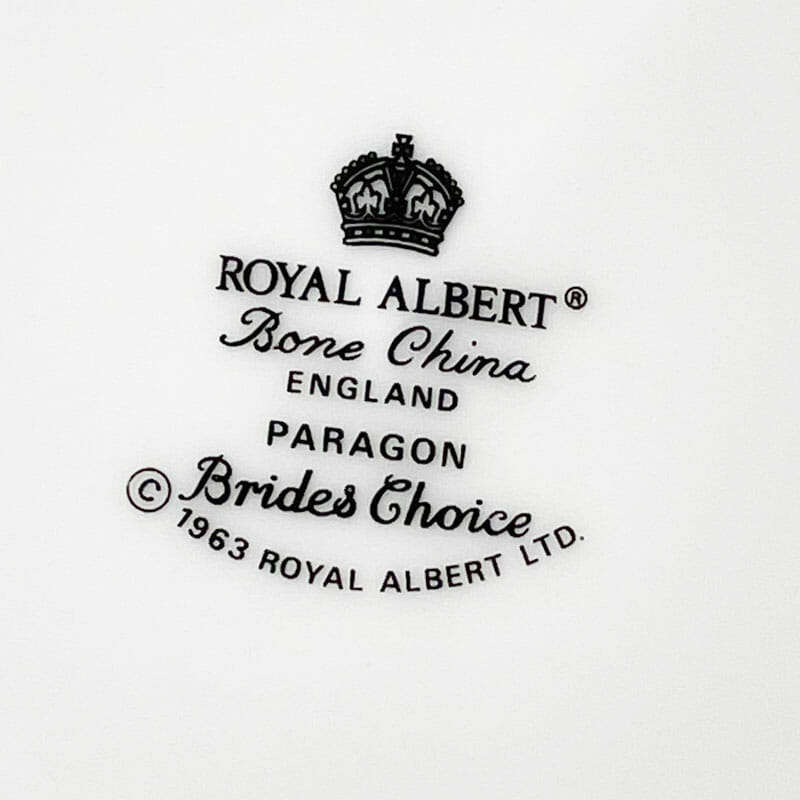 ROYAL ALBERT®
Bone China
ENGLAND
PARAGON
© Brides Choice
1963 ROYAL ALBERT LTD.